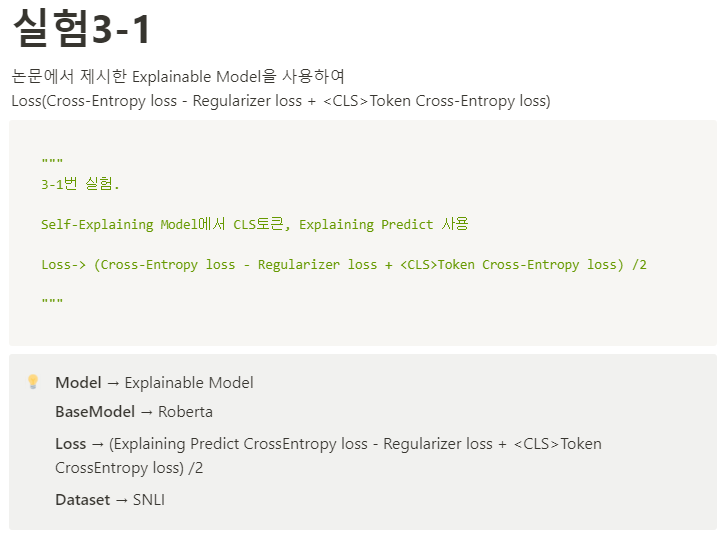 실험3-1
논문에서 제시한 Explainable Model을 사용하여
Loss(Cross-Entropy loss - Regularizer loss + <CLS>Token Cross-Entropy loss)
"""
3-1번 실험.
Self-Explaining Model에서 CLS토큰, Explaining Predict 사용
Loss-> (Cross-Entropy loss - Regularizer loss + <CLS>Token Cross-Entropy loss) /2
"""
Model → Explainable Model
BaseModel → Roberta
Loss → (Explaining Predict CrossEntropy loss - Regularizer loss + <CLS>Token
CrossEntropy loss) /2
Dataset → SNLI